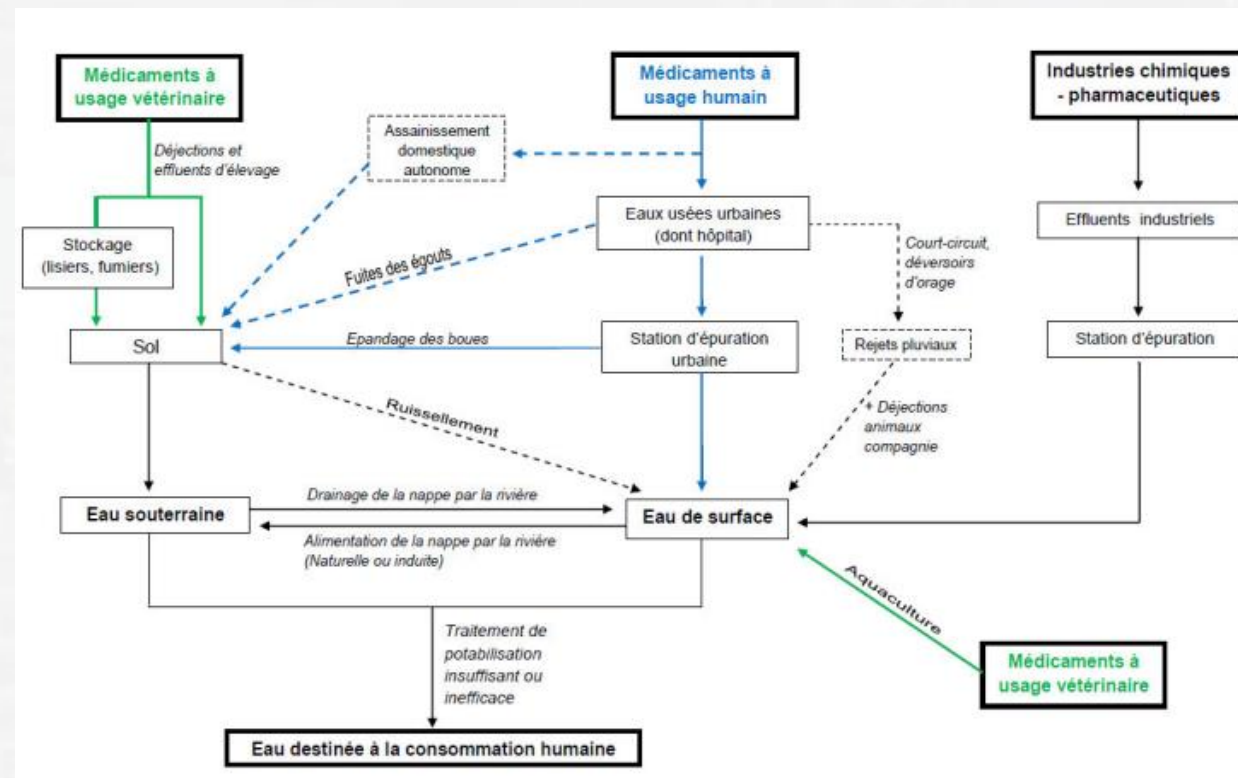 Médicaments à
usage vétérinaire
Médicaments à
usage humain
Industries chimiques
- pharmaceutiques
Déjections et
effluents d'élevage
Assainissement
domestique
autonome
Stockage
(lisiers, fumiers)
Eaux usées urbaines
(dont hôpital)
Effluents industriels
Fuites des égouts
Court-circuit,
déversoirs
d'orage
Sol
Epandage des boues
Station d'épuration
urbaine
Rejets pluviaux
Station d'épuration
Ruissellement
+ Déjections
animaux
compagnie
Eau souterraine
Drainage de la nappe par la rivière
Eau de surface
Alimentation de la nappe par la rivière
(Naturelle ou induite)
Aquaculture
Traitement de
potabilisation
insuffisant ou
inefficace
Médicaments à
usage vétérinaire
Eau destinée à la consommation humaine